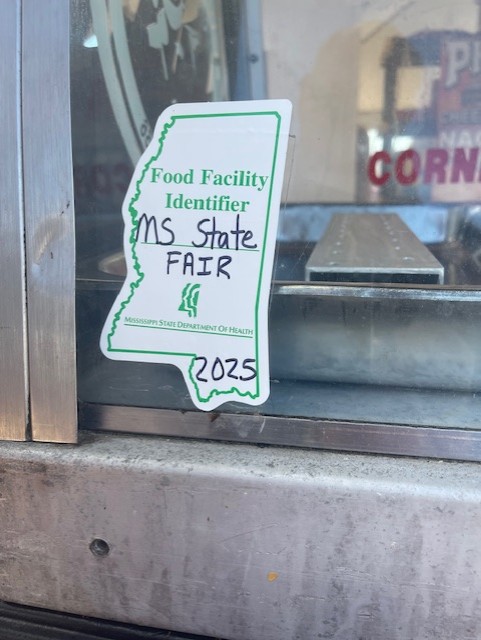 Food Facility
Identifier
MS State
FAIR
MISSISSIPPI STATE DEPARTMENT OF HEALTH
2025
CORN